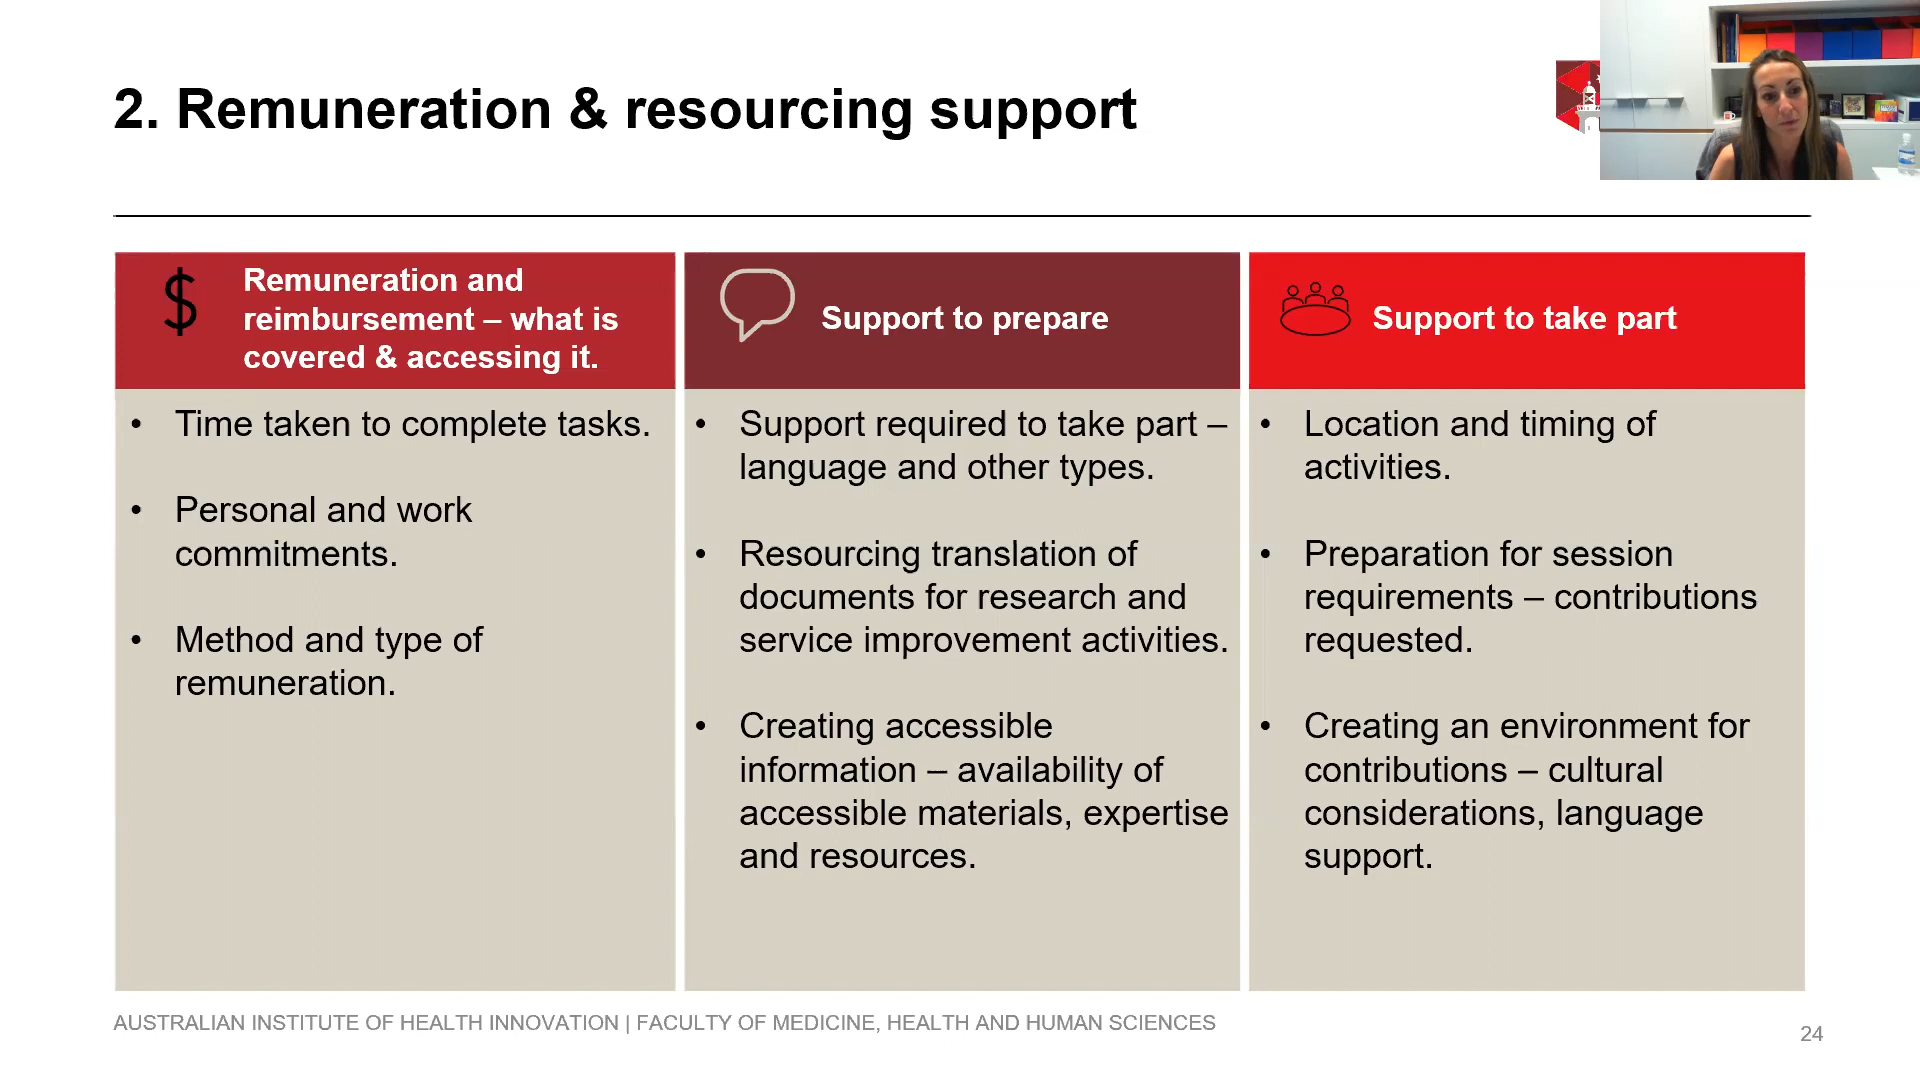 2. Remuneration & resourcing support
$
Remuneration and
reimbursement – what is
covered & accessing it.
• Time taken to complete tasks.
• Personal and work
commitments.
• Method and type of
remuneration.
Support to prepare
• Support required to take part –
language and other types.
• Resourcing translation of
documents for research and
service improvement activities.
• Creating accessible
information – availability of
accessible materials, expertise
and resources.
Support to take part
• Location and timing of
activities.
• Preparation for session
requirements – contributions
requested.
• Creating an environment for
contributions – cultural
considerations, language
support.
AUSTRALIAN INSTITUTE OF HEALTH INNOVATION | FACULTY OF MEDICINE, HEALTH AND HUMAN SCIENCES
24